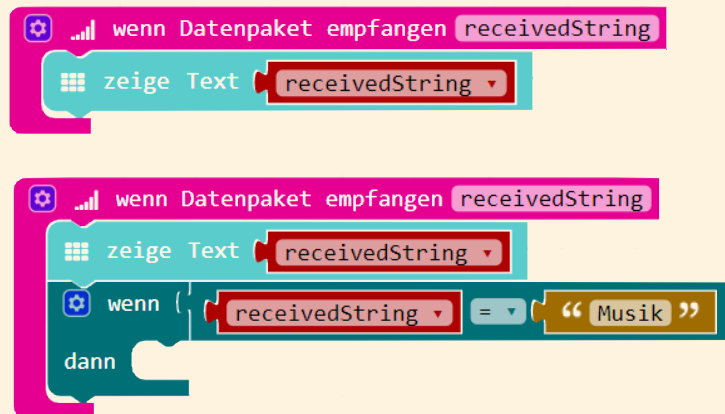 wenn Datenpaket empfangen receivedString
zeige Text receivedString
wenn Datenpaket empfangen receivedString
zeige Text receivedString
wenn receivedString = “ Musik ”
dann